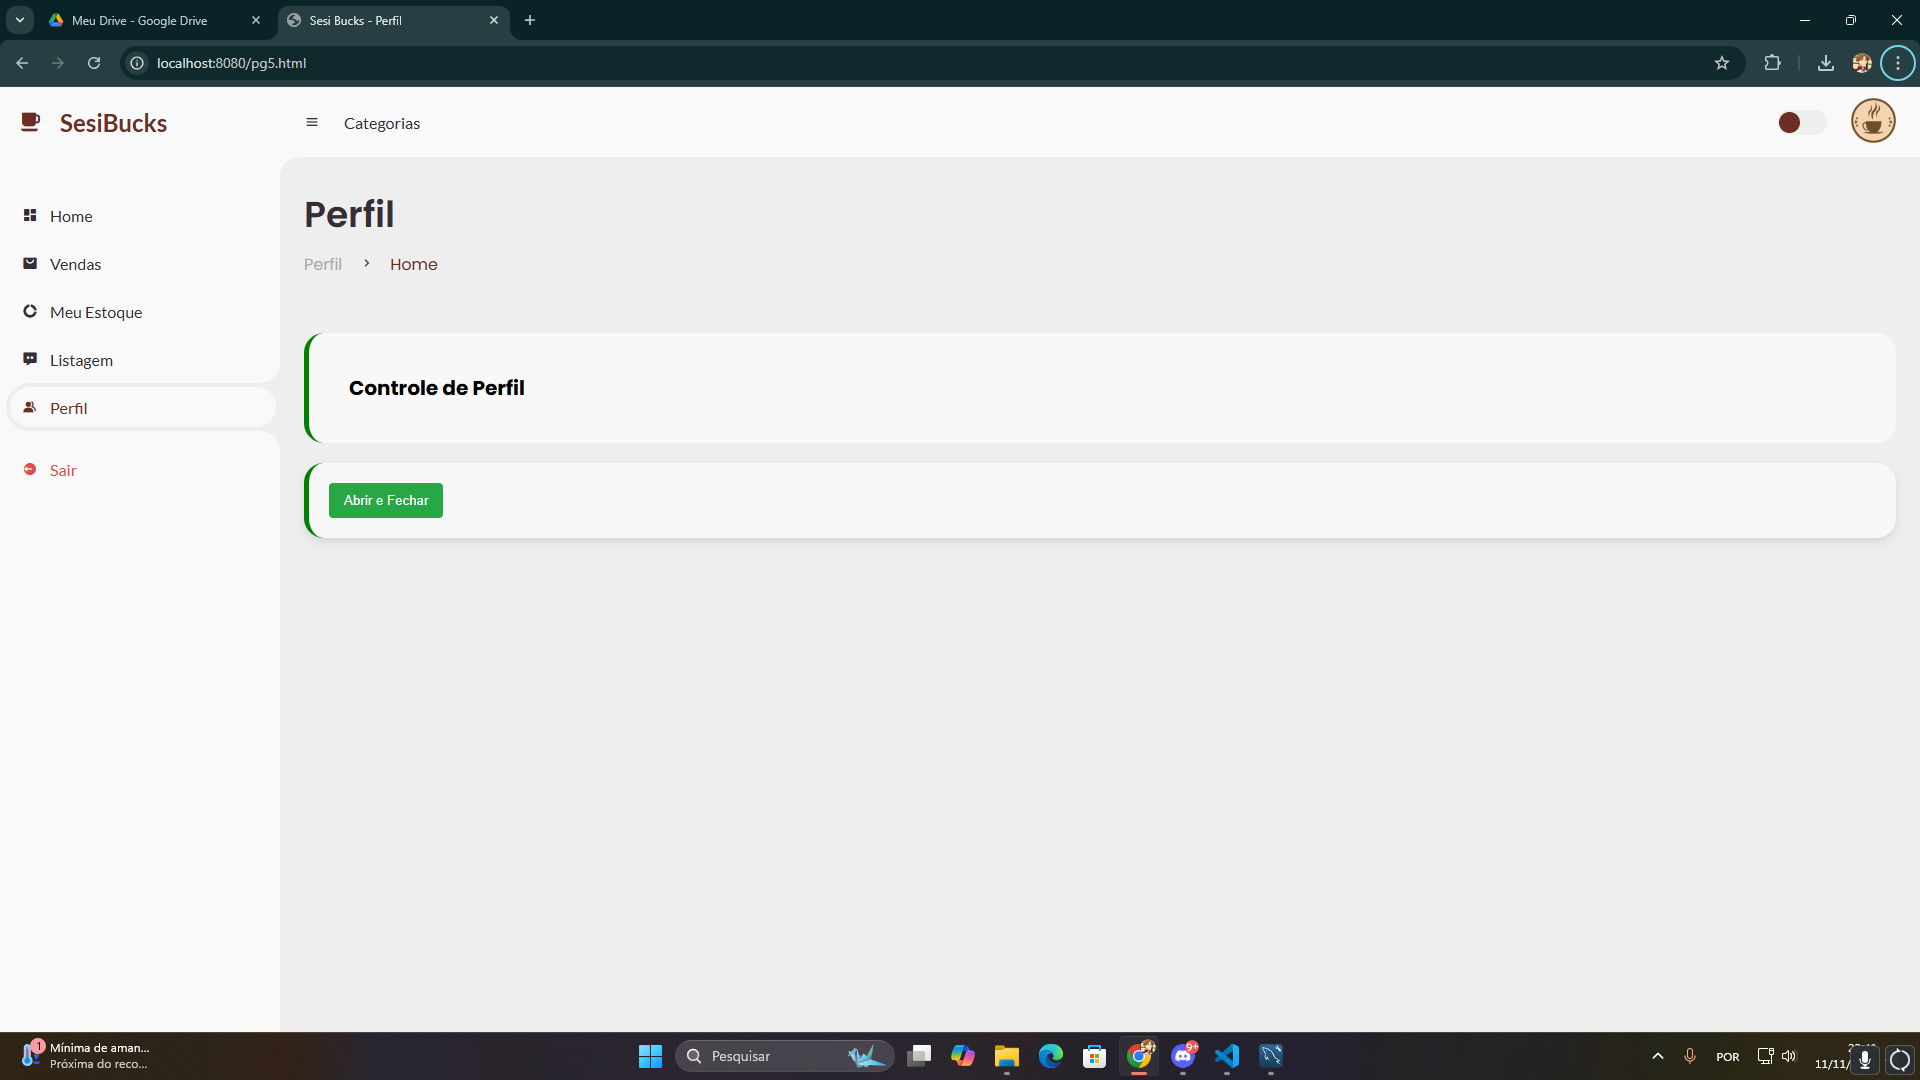 Meu Drive - Google Drive
Sesi Bucks - Perfil
localhost:8080/pg5.html
SesiBucks
Categorias
Home
Vendas
Meu Estoque
Listagem
Perfil
Sair
Perfil
Perfil > Home
Controle de Perfil
Abrir e Fechar
1
Mínima de aman...
Próxima do reco...
Pesquisar
9+
POR
11/11/